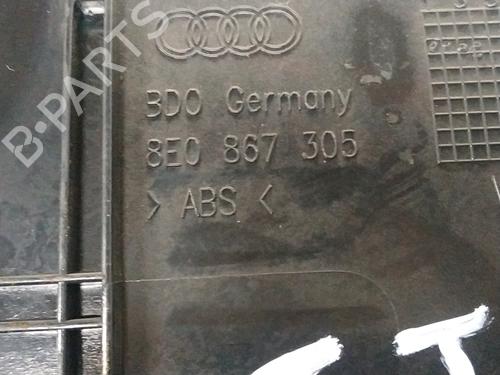 B-PARTS
BDO Germany
8E0 867 305
> ABS <